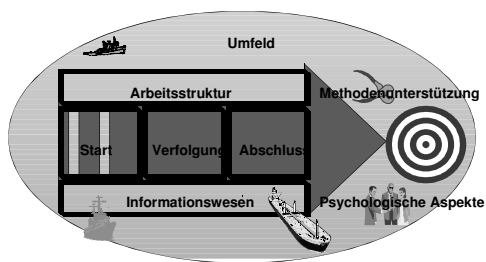 Umfeld
Arbeitsstruktur
Methodenunterstützung
Start
Verfolgung
Abschluss
Informationswesen
Psychologische Aspekte